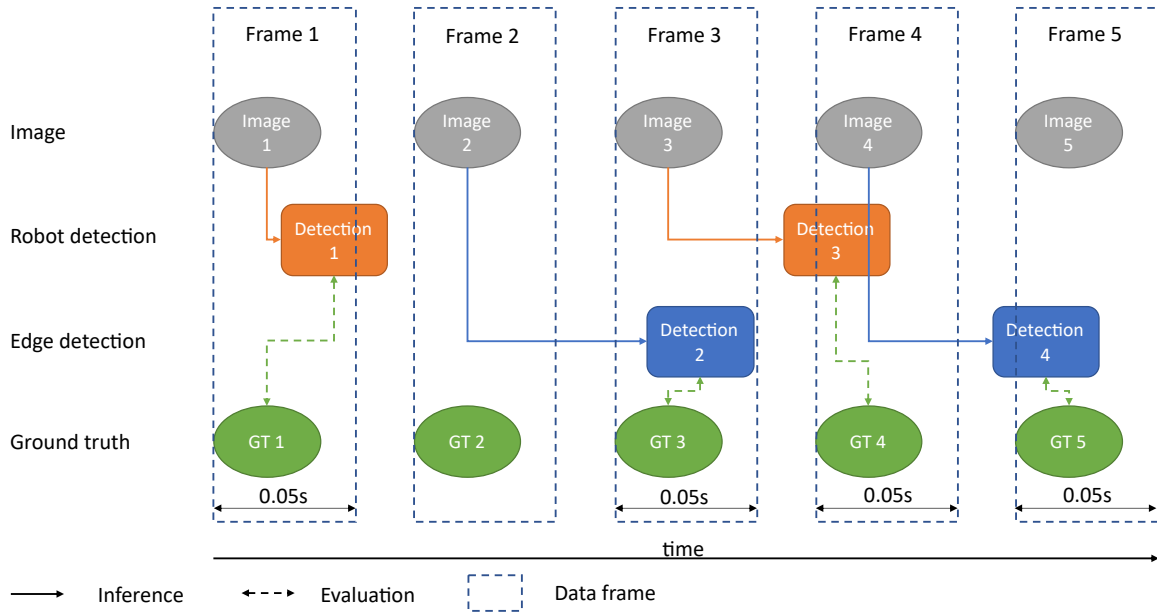 Frame 1
Frame 2
Frame 3
Frame 4
Frame 5
Image
Image
1
Image
2
Image
3
Image
4
Image
5
Robot detection
Detection
1
Detection
3
Edge detection
Detection
2
Detection
4
Ground truth
GT 1
GT 2
GT 3
GT 4
GT 5
0.05s
0.05s
0.05s
0.05s
time
Inference
Evaluation
Data frame